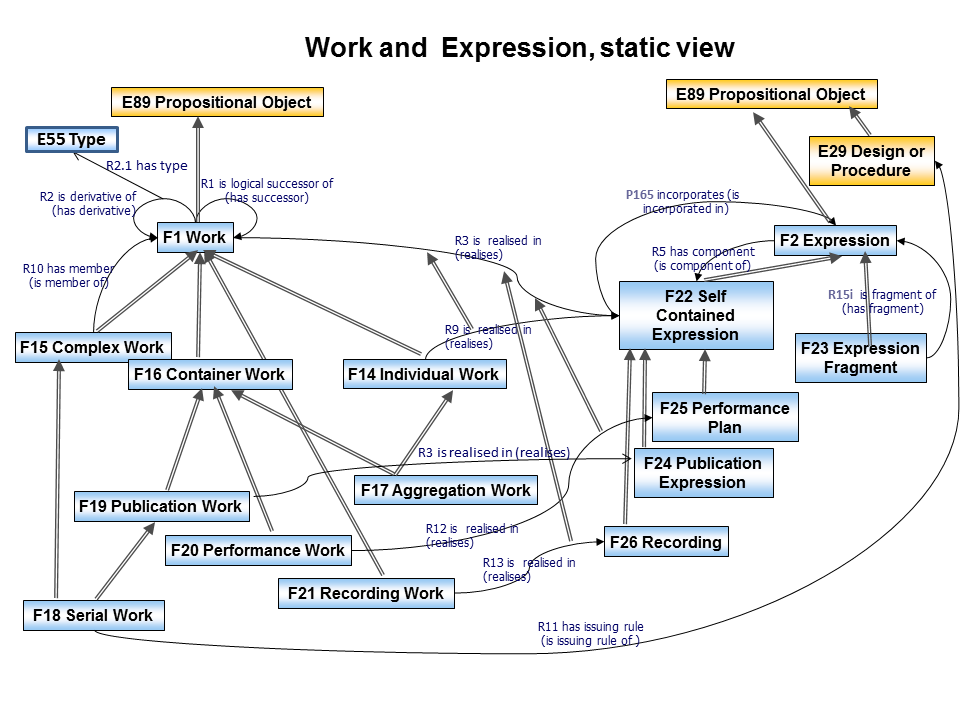 Work and  Expression, static view
E89 Propositional Object
E89 Propositional Object
E55 Type
E29 Design or
Procedure
R2.1 has type
R2 is derivative of
(has derivative)
R1 is logical successor of
(has successor)
P165 incorporates (is
incorporated in)
F1 Work
R3 is  realised in
(realises)
F2 Expression
R5 has component
(is component of)
R10 has member
(is member of)
F22 Self
Contained
Expression
R15i  is fragment of
(has fragment)
R9 is  realised in
(realises)
F15 Complex Work
F23 Expression
Fragment
F16 Container Work
F14 Individual Work
F25 Performance
Plan
R3 is realised in (realises)
F24 Publication
Expression
F17 Aggregation Work
F19 Publication Work
R12 is  realised in
(realises)
F26 Recording
F20 Performance Work
R13 is  realised in
(realises)
F21 Recording Work
F18 Serial Work
R11 has issuing rule
(is issuing rule of )